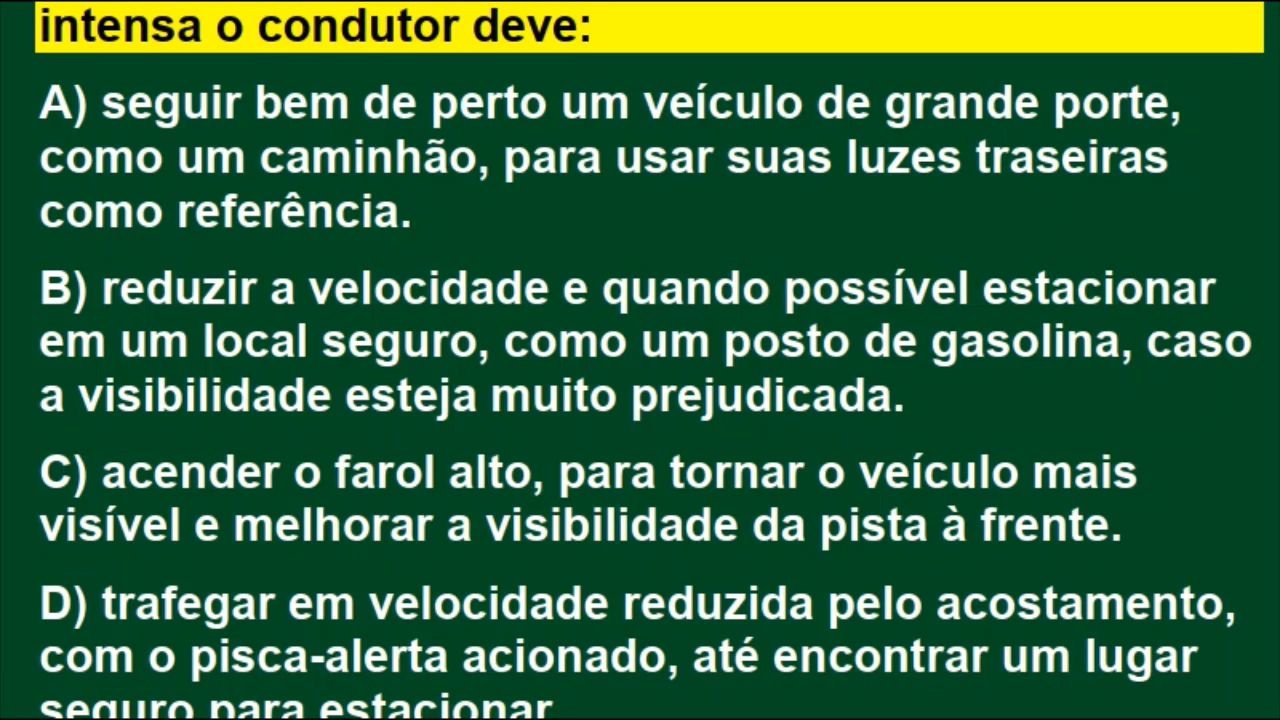 intensa o condutor deve:
A) seguir bem de perto um veículo de grande porte,
como um caminhão, para usar suas luzes traseiras
como referência.
B) reduzir a velocidade e quando possível estacionar
em um local seguro, como um posto de gasolina, caso
a visibilidade esteja muito prejudicada.
C) acender o farol alto, para tornar o veículo mais
visível e melhorar a visibilidade da pista à frente.
D) trafegar em velocidade reduzida pelo acostamento,
com o pisca-alerta acionado, até encontrar um lugar
seguro para estacionar